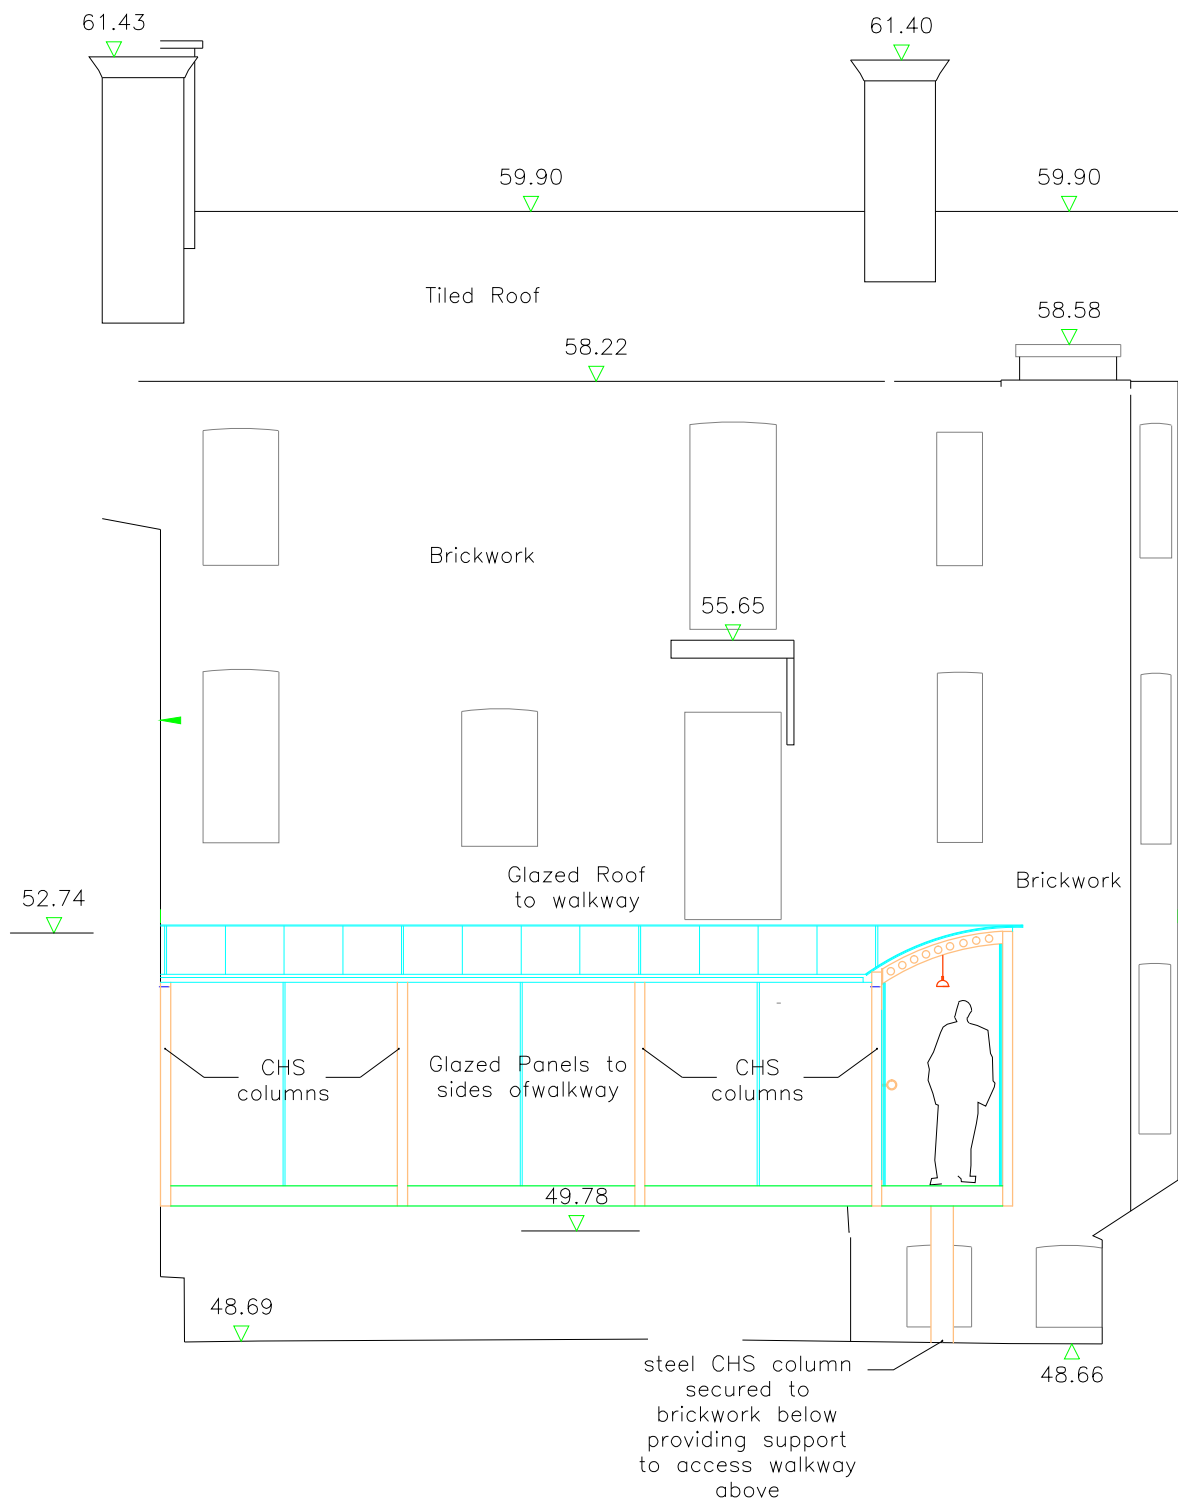 61.43
61.40
59.90
59.90
Tiled Roof
58.58
58.22
Brickwork
55.65
Glazed Roof
to walkway
Brickwork
52.74
CHS
columns
Glazed Panels to
sides ofwalkway
CHS
columns
49.78
48.69
steel CHS column
secured to
brickwork below
providing support
to access walkway
above
48.66